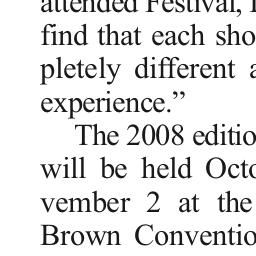 attended Festival,
find that each sho
pletely different a
experience.”
The 2008 editio
will be held Octo
vember 2 at the
Brown Conventio